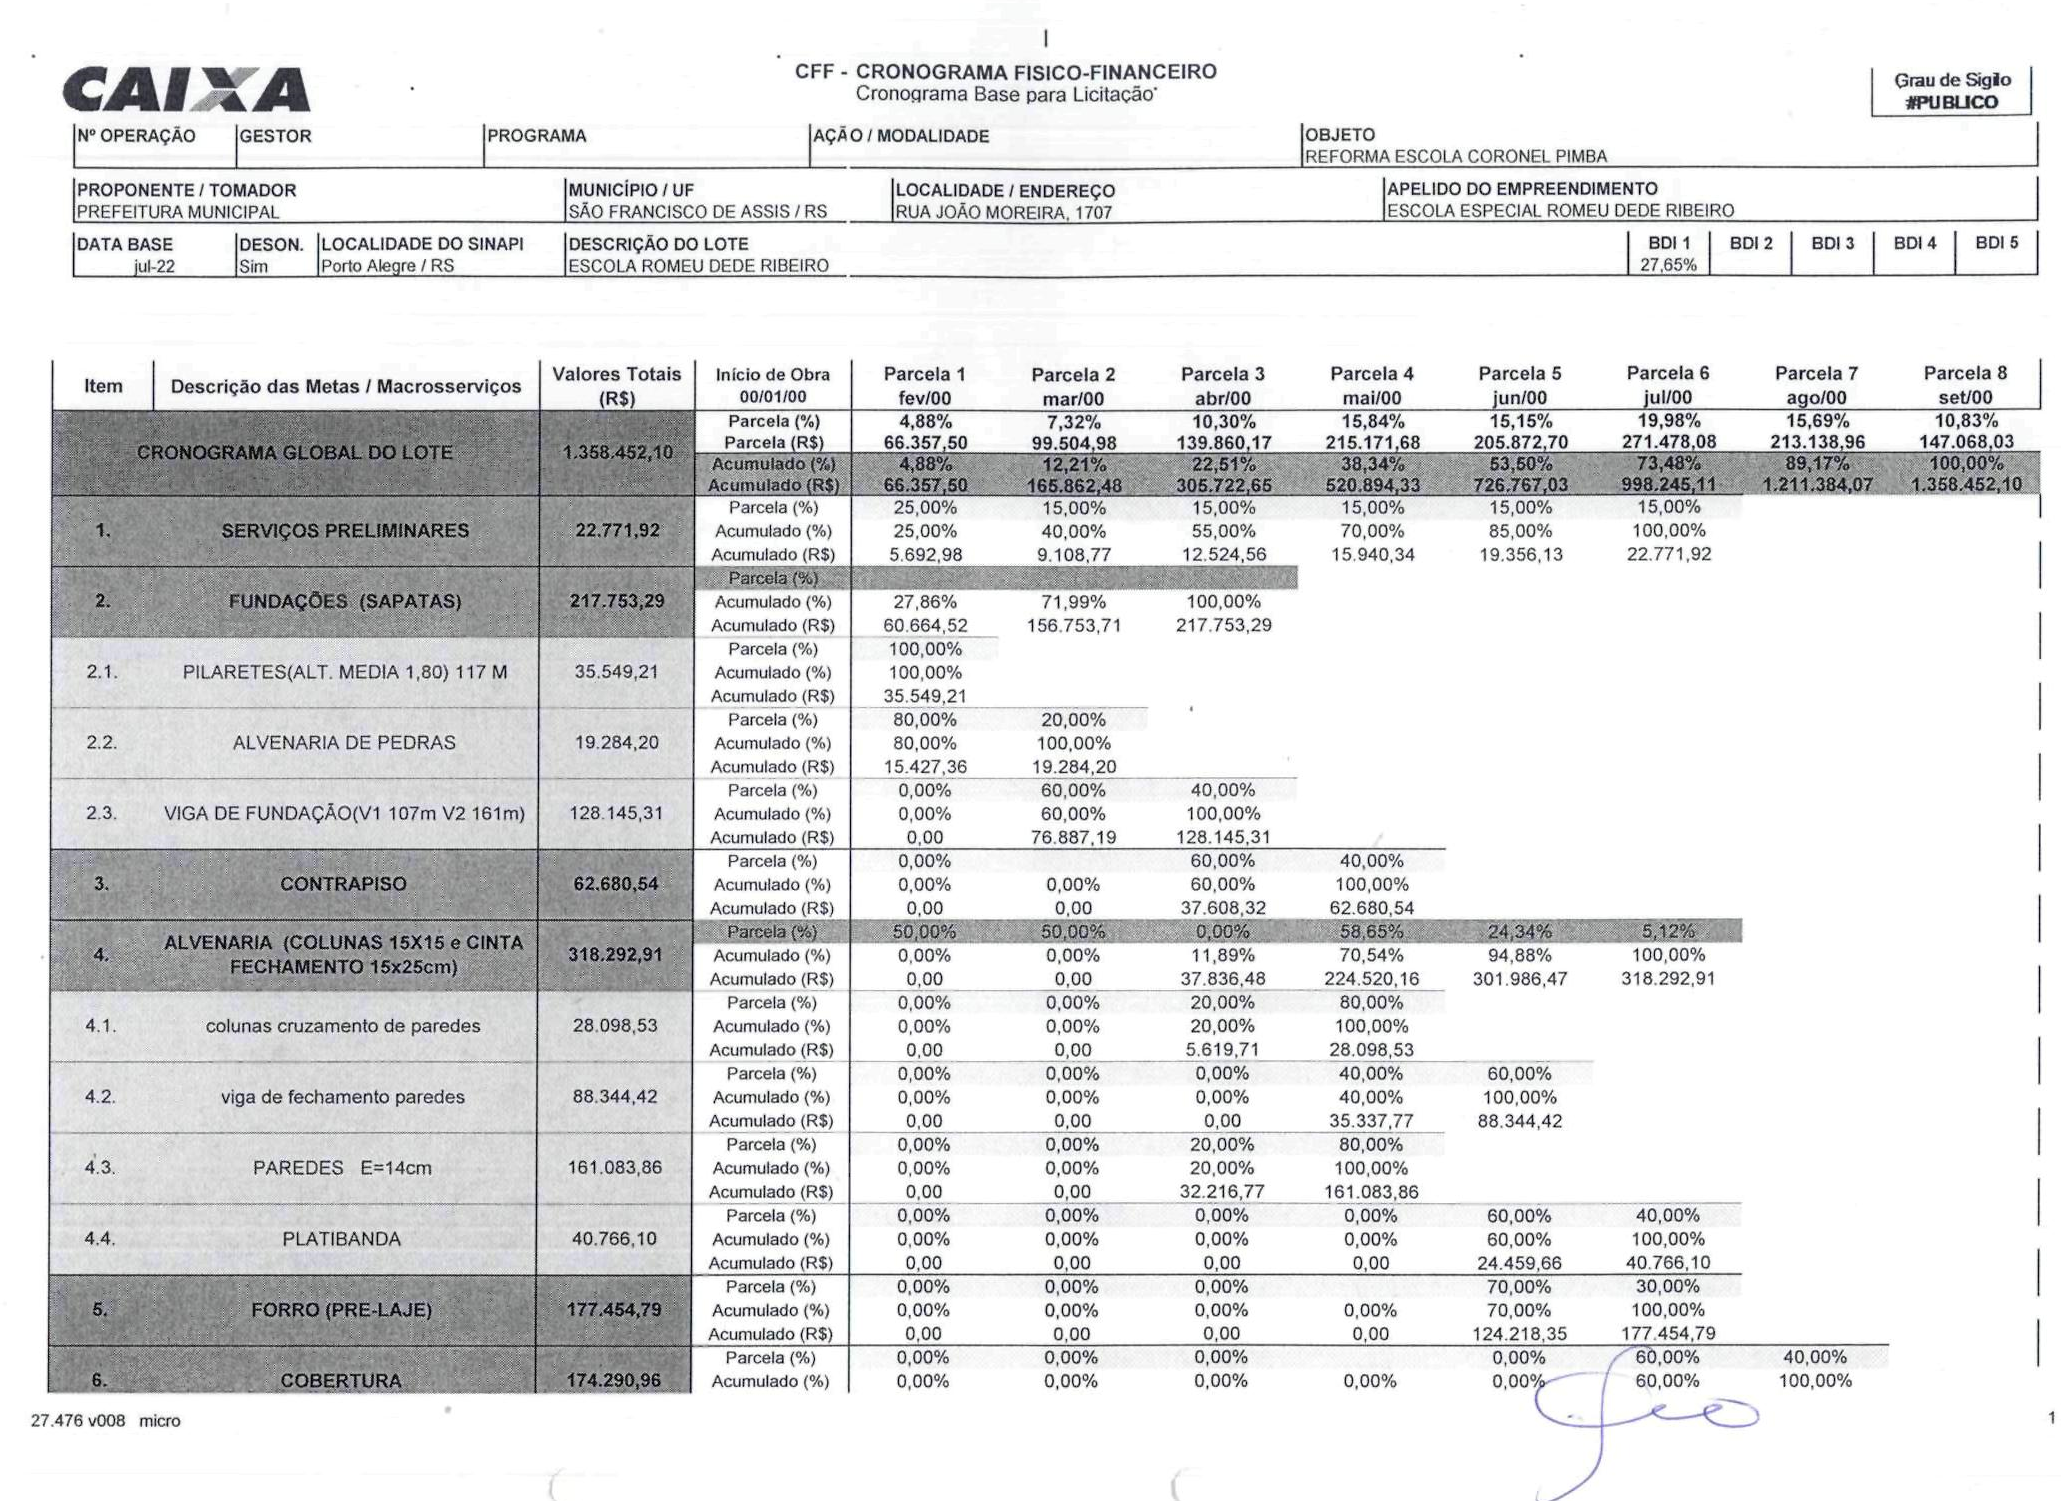 CAIXA
CFF - CRONOGRAMA FISICO-FINANCEIRO
Cronograma Base para Licitação
Grau de Sigilo
#PUBLICO
Nº OPERAÇÃO GESTOR PROGRAMA AÇÃO / MODALIDADE OBJETO
REFORMA ESCOLA CORONEL PIMBA
PROPONENTE / TOMADOR MUNICÍPIO / UF LOCALIDADE / ENDEREÇO APELIDO DO EMPREENDIMENTO
PREFEITURA MUNICIPAL SÃO FRANCISCO DE ASSIS / RS RUA JOÃO MOREIRA, 1707 ESCOLA ESPECIAL ROMEU DEDE RIBEIRO
DATA BASE DESON. LOCALIDADE DO SINAPI DESCRIÇÃO DO LOTE BDI 1 BDI 2 BDI 3 BDI 4 BDI 5
jul-22 Sim Porto Alegre / RS ESCOLA ROMEU DEDE RIBEIRO 27,65%
Item Descrição das Metas / Macrosserviços Valores Totais (R$) Início de Obra Parcela 1 Parcela 2 Parcela 3 Parcela 4 Parcela 5 Parcela 6 Parcela 7 Parcela 8
00/01/00 fev/00 mar/00 abr/00 mai/00 jun/00 jul/00 ago/00 set/00
Parcela (%) 4,88% 7,32% 10,30% 15,84% 15,15% 19,98% 15,69% 10,83%
CRONOGRAMA GLOBAL DO LOTE 1.358.452,10 Parcela (R$) 66.357,50 99.504,98 139.860,17 215.171,68 205.872,70 271.478,08 213.138,96 147.068,03
Acumulado (%) 4,88% 12,21% 22,51% 38,34% 53,50% 73,48% 89,17% 100,00%
Acumulado (R$) 66.357,50 165.862,48 305.722,65 520.894,33 726.767,03 998.245,11 1.211.384,07 1.358.452,10
Parcela (%) 25,00% 15,00% 15,00% 15,00% 15,00% 15,00%
1. SERVIÇOS PRELIMINARES 22.771,92 Acumulado (%) 25,00% 40,00% 55,00% 70,00% 85,00% 100,00%
Acumulado (R$) 5.692,98 9.108,77 12.524,56 15.940,34 19.356,13 22.771,92
Parcela (%)
2. FUNDAÇÕES (SAPATAS) 217.753,29 Acumulado (%) 27,86% 71,99% 100,00%
Acumulado (R$) 60.664,52 156.753,71 217.753,29
Parcela (%) 100,00%
2.1. PILARETES(ALT. MEDIA 1,80) 117 M 35.549,21 Acumulado (%) 100,00%
Acumulado (R$) 35.549,21
Parcela (%) 80,00% 20,00%
2.2. ALVENARIA DE PEDRAS 19.284,20 Acumulado (%) 80,00% 100,00%
Acumulado (R$) 15.427,36 19.284,20
Parcela (%) 0,00% 60,00% 40,00%
2.3. VIGA DE FUNDAÇÃO(V1 107m V2 161m) 128.145,31 Acumulado (%) 0,00% 60,00% 100,00%
Acumulado (R$) 0,00 76.887,19 128.145,31
Parcela (%) 0,00% 60,00% 40,00%
3. CONTRAPISO 62.680,54 Acumulado (%) 0,00% 0,00% 60,00% 100,00%
Acumulado (R$) 0,00 0,00 37.608,32 62.680,54
Parcela (%) 50,00% 50,00% 0,00% 58,65% 24,34% 5,12%
4. ALVENARIA (COLUNAS 15X15 e CINTA FECHAMENTO 15x25cm) 318.292,91 Acumulado (%) 0,00% 0,00% 11,89% 70,54% 94,88% 100,00%
Acumulado (R$) 0,00 0,00 37.836,48 224.520,16 301.986,47 318.292,91
Parcela (%) 0,00% 0,00% 20,00% 80,00%
4.1. colunas cruzamento de paredes 28.098,53 Acumulado (%) 0,00% 0,00% 20,00% 100,00%
Acumulado (R$) 0,00 0,00 5.619,71 28.098,53
Parcela (%) 0,00% 0,00% 0,00% 40,00% 60,00%
4.2. viga de fechamento paredes 88.344,42 Acumulado (%) 0,00% 0,00% 0,00% 40,00% 100,00%
Acumulado (R$) 0,00 0,00 0,00 35.337,77 88.344,42
Parcela (%) 0,00% 0,00% 20,00% 80,00%
4.3. PAREDES E=14cm 161.083,86 Acumulado (%) 0,00% 0,00% 20,00% 100,00%
Acumulado (R$) 0,00 0,00 32.216,77 161.083,86
Parcela (%) 0,00% 0,00% 0,00% 0,00% 60,00% 40,00%
4.4. PLATIBANDA 40.766,10 Acumulado (%) 0,00% 0,00% 0,00% 0,00% 60,00% 100,00%
Acumulado (R$) 0,00 0,00 0,00 0,00 24.459,66 40.766,10
Parcela (%) 0,00% 0,00% 0,00% 70,00% 30,00%
5. FORRO (PRE-LAJE) 177.454,79 Acumulado (%) 0,00% 0,00% 0,00% 0,00% 70,00% 100,00%
Acumulado (R$) 0,00 0,00 0,00 0,00 124.218,35 177.454,79
Parcela (%) 0,00% 0,00% 0,00% 0,00% 60,00% 40,00%
6. COBERTURA 174.290,96 Acumulado (%) 0,00% 0,00% 0,00% 0,00% 0,00% 60,00% 100,00%
27.476 v008 micro 1